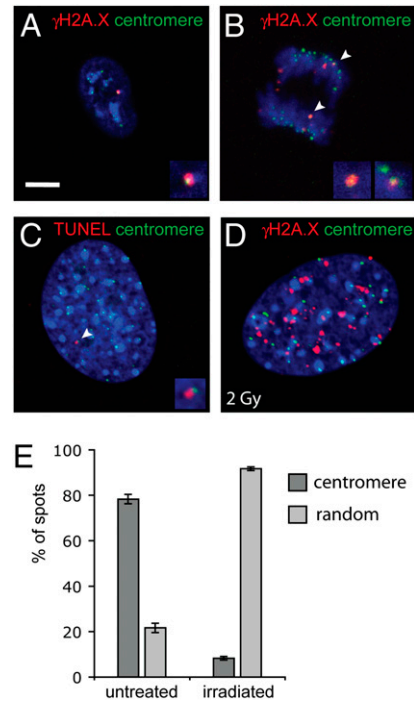 A
γH2A.X centromere
B
γH2A.X centromere
C
TUNEL centromere
D
γH2A.X centromere
2 Gy
E
% of spots
100
80
60
40
20
0
untreated
irradiated
centromere
random